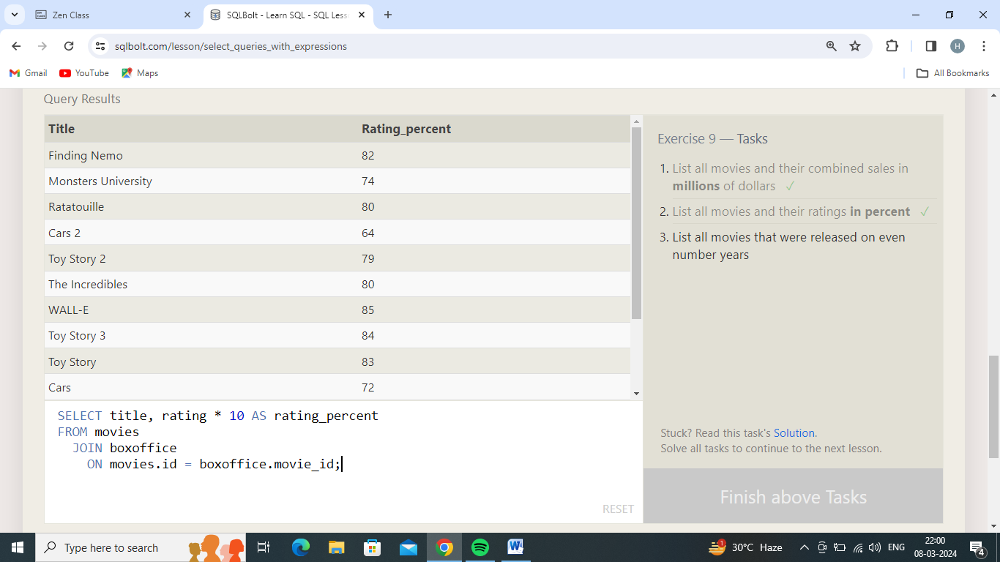 Zen Class
SQLBolt - Learn SQL - SQL Less
sqlbolt.com/lesson/select_queries_with_expressions
H
Gmail
YouTube
Maps
All Bookmarks
Query Results
Title Rating_percent
Finding Nemo 82
Monsters University 74
Ratatouille 80
Cars 2 64
Toy Story 2 79
The Incredibles 80
WALL-E 85
Toy Story 3 84
Toy Story 83
Cars 72
SELECT title, rating * 10 AS rating_percent
FROM movies
JOIN boxoffice
ON movies.id = boxoffice.movie_id;
RESET
Exercise 9 — Tasks
1. List all movies and their combined sales in
millions of dollars ✓
2. List all movies and their ratings in percent ✓
3. List all movies that were released on even
number years
Stuck? Read this task's Solution.
Solve all tasks to continue to the next lesson.
Finish above Tasks
Type here to search
W
1
30°C Haze
ENG
22:00
08-03-2024
4